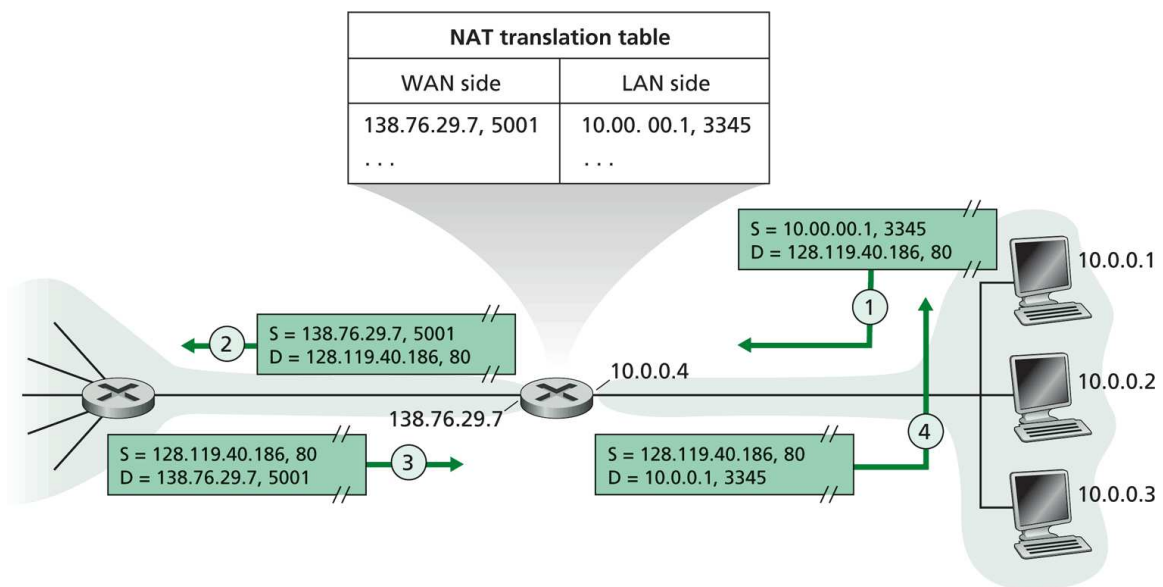 NAT translation table
WAN side LAN side
138.76.29.7, 5001 10.00. 00.1, 3345
. . . . . .
S = 10.00.00.1, 3345
D = 128.119.40.186, 80
10.0.0.1
1
S = 138.76.29.7, 5001
D = 128.119.40.186, 80
2
10.0.0.4
10.0.0.2
138.76.29.7
S = 128.119.40.186, 80
D = 138.76.29.7, 5001
3
S = 128.119.40.186, 80
D = 10.0.0.1, 3345
4
10.0.0.3